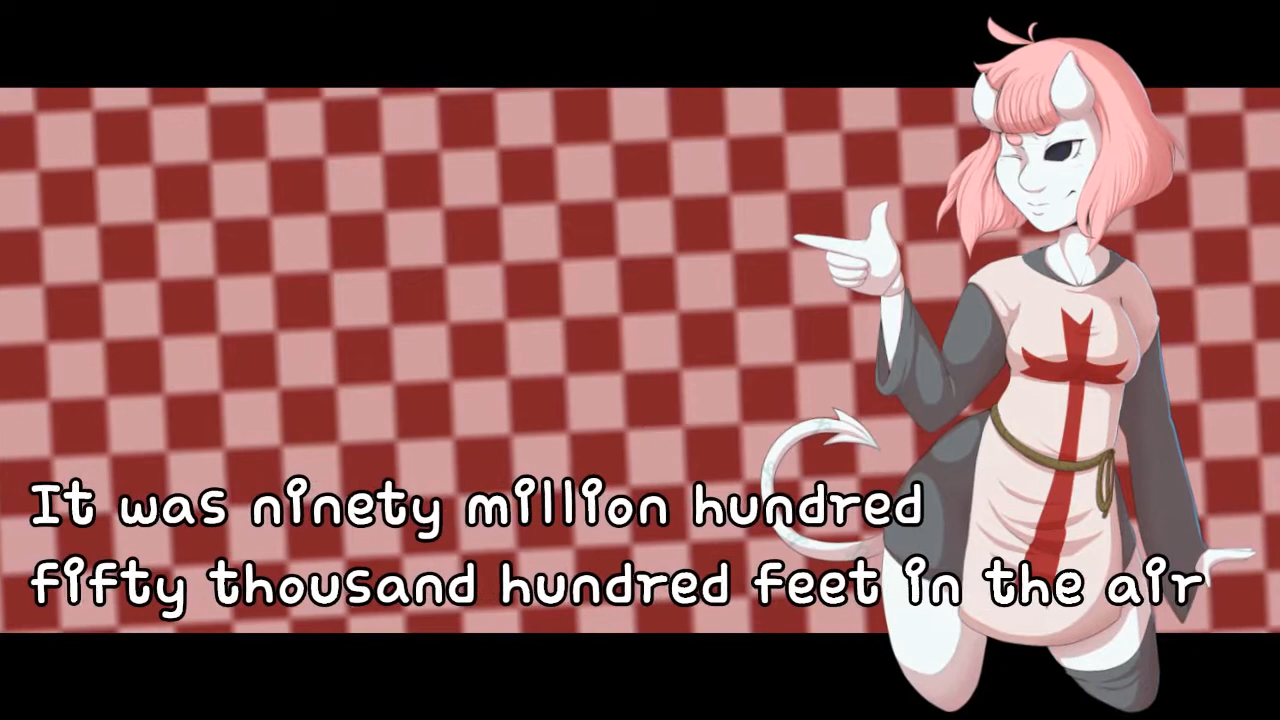 It was ninety million hundred
fifty thousand hundred feet in the air